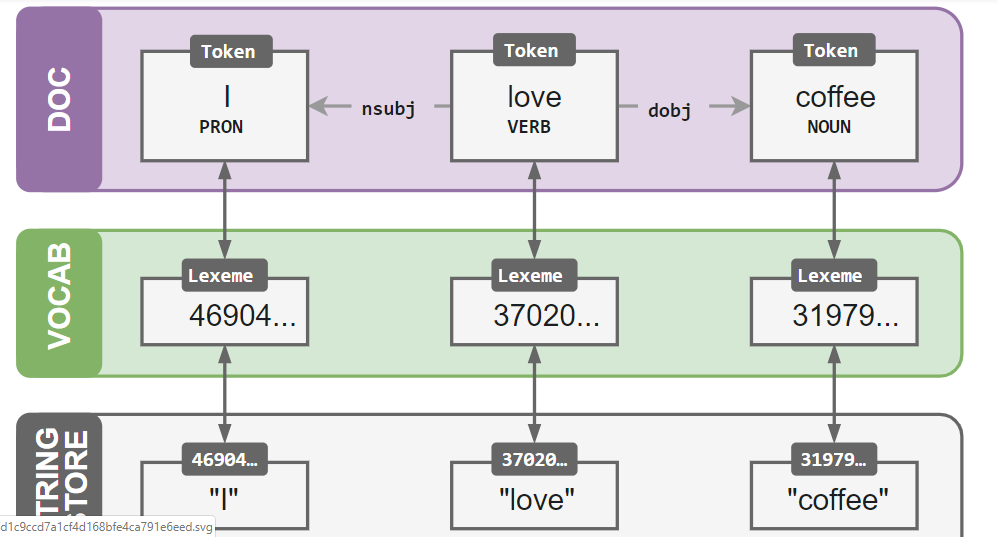 DOC
Token
Token
Token
I
love
coffee
nsubj
dobj
PRON
VERB
NOUN
VOCAB
Lexeme
Lexeme
Lexeme
46904...
37020...
31979...
TRING
TORE
46904…
37020…
31979…
"I"
"love"
"coffee"
d1c9ccd7a1cf4d168bfe4ca791e6eed.svg